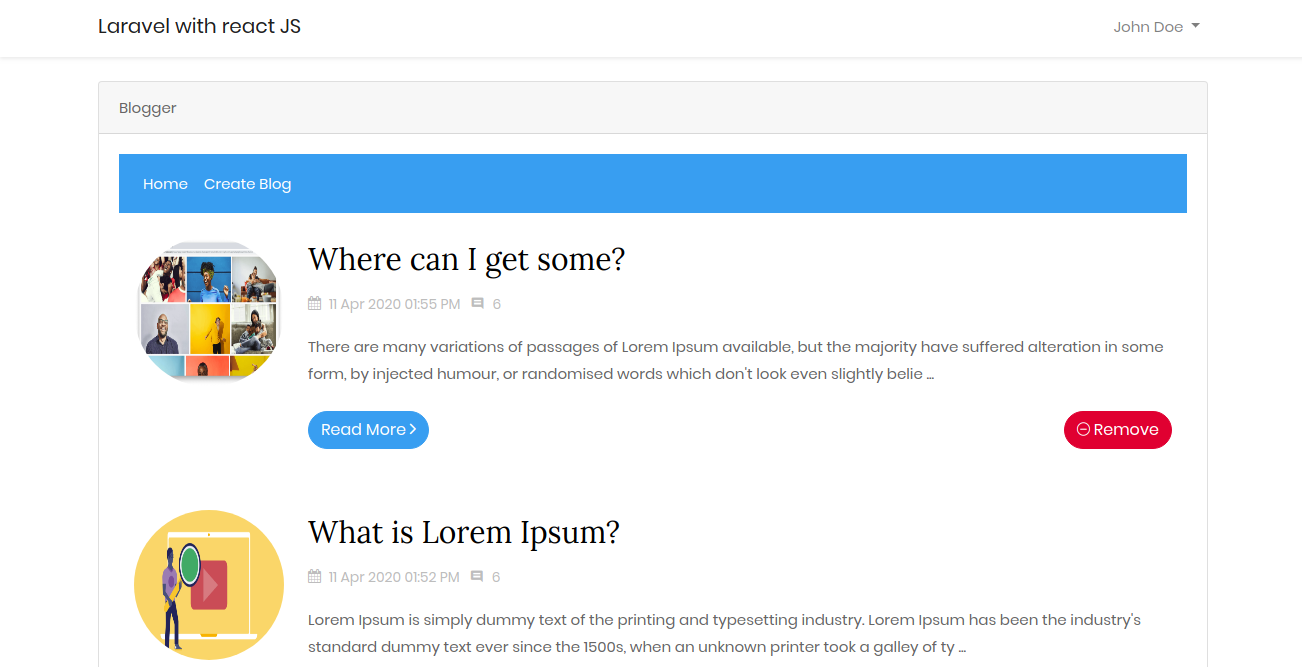 Laravel with react JS
John Doe
Blogger
Home Create Blog
Where can I get some?
11 Apr 2020 01:55 PM 6
There are many variations of passages of Lorem Ipsum available, but the majority have suffered alteration in some
form, by injected humour, or randomised words which don't look even slightly belie ...
Read More
Remove
What is Lorem Ipsum?
11 Apr 2020 01:52 PM 6
Lorem Ipsum is simply dummy text of the printing and typesetting industry. Lorem Ipsum has been the industry's
standard dummy text ever since the 1500s, when an unknown printer took a galley of ty ...